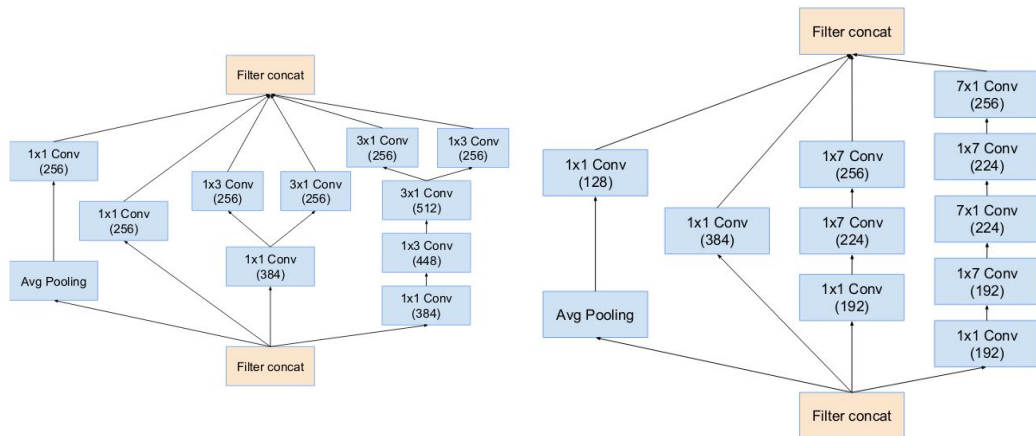 Filter concat
1x1 Conv
(256)
1x1 Conv
(256)
1x3 Conv
(256)
3x1 Conv
(256)
1x1 Conv
(384)
3x1 Conv
(256)
1x3 Conv
(256)
3x1 Conv
(512)
1x3 Conv
(448)
1x1 Conv
(384)
Avg Pooling
Filter concat
Filter concat
1x1 Conv
(128)
Avg Pooling
1x1 Conv
(384)
1x7 Conv
(256)
1x7 Conv
(224)
1x1 Conv
(192)
7x1 Conv
(256)
1x7 Conv
(224)
7x1 Conv
(224)
1x7 Conv
(192)
1x1 Conv
(192)
Filter concat